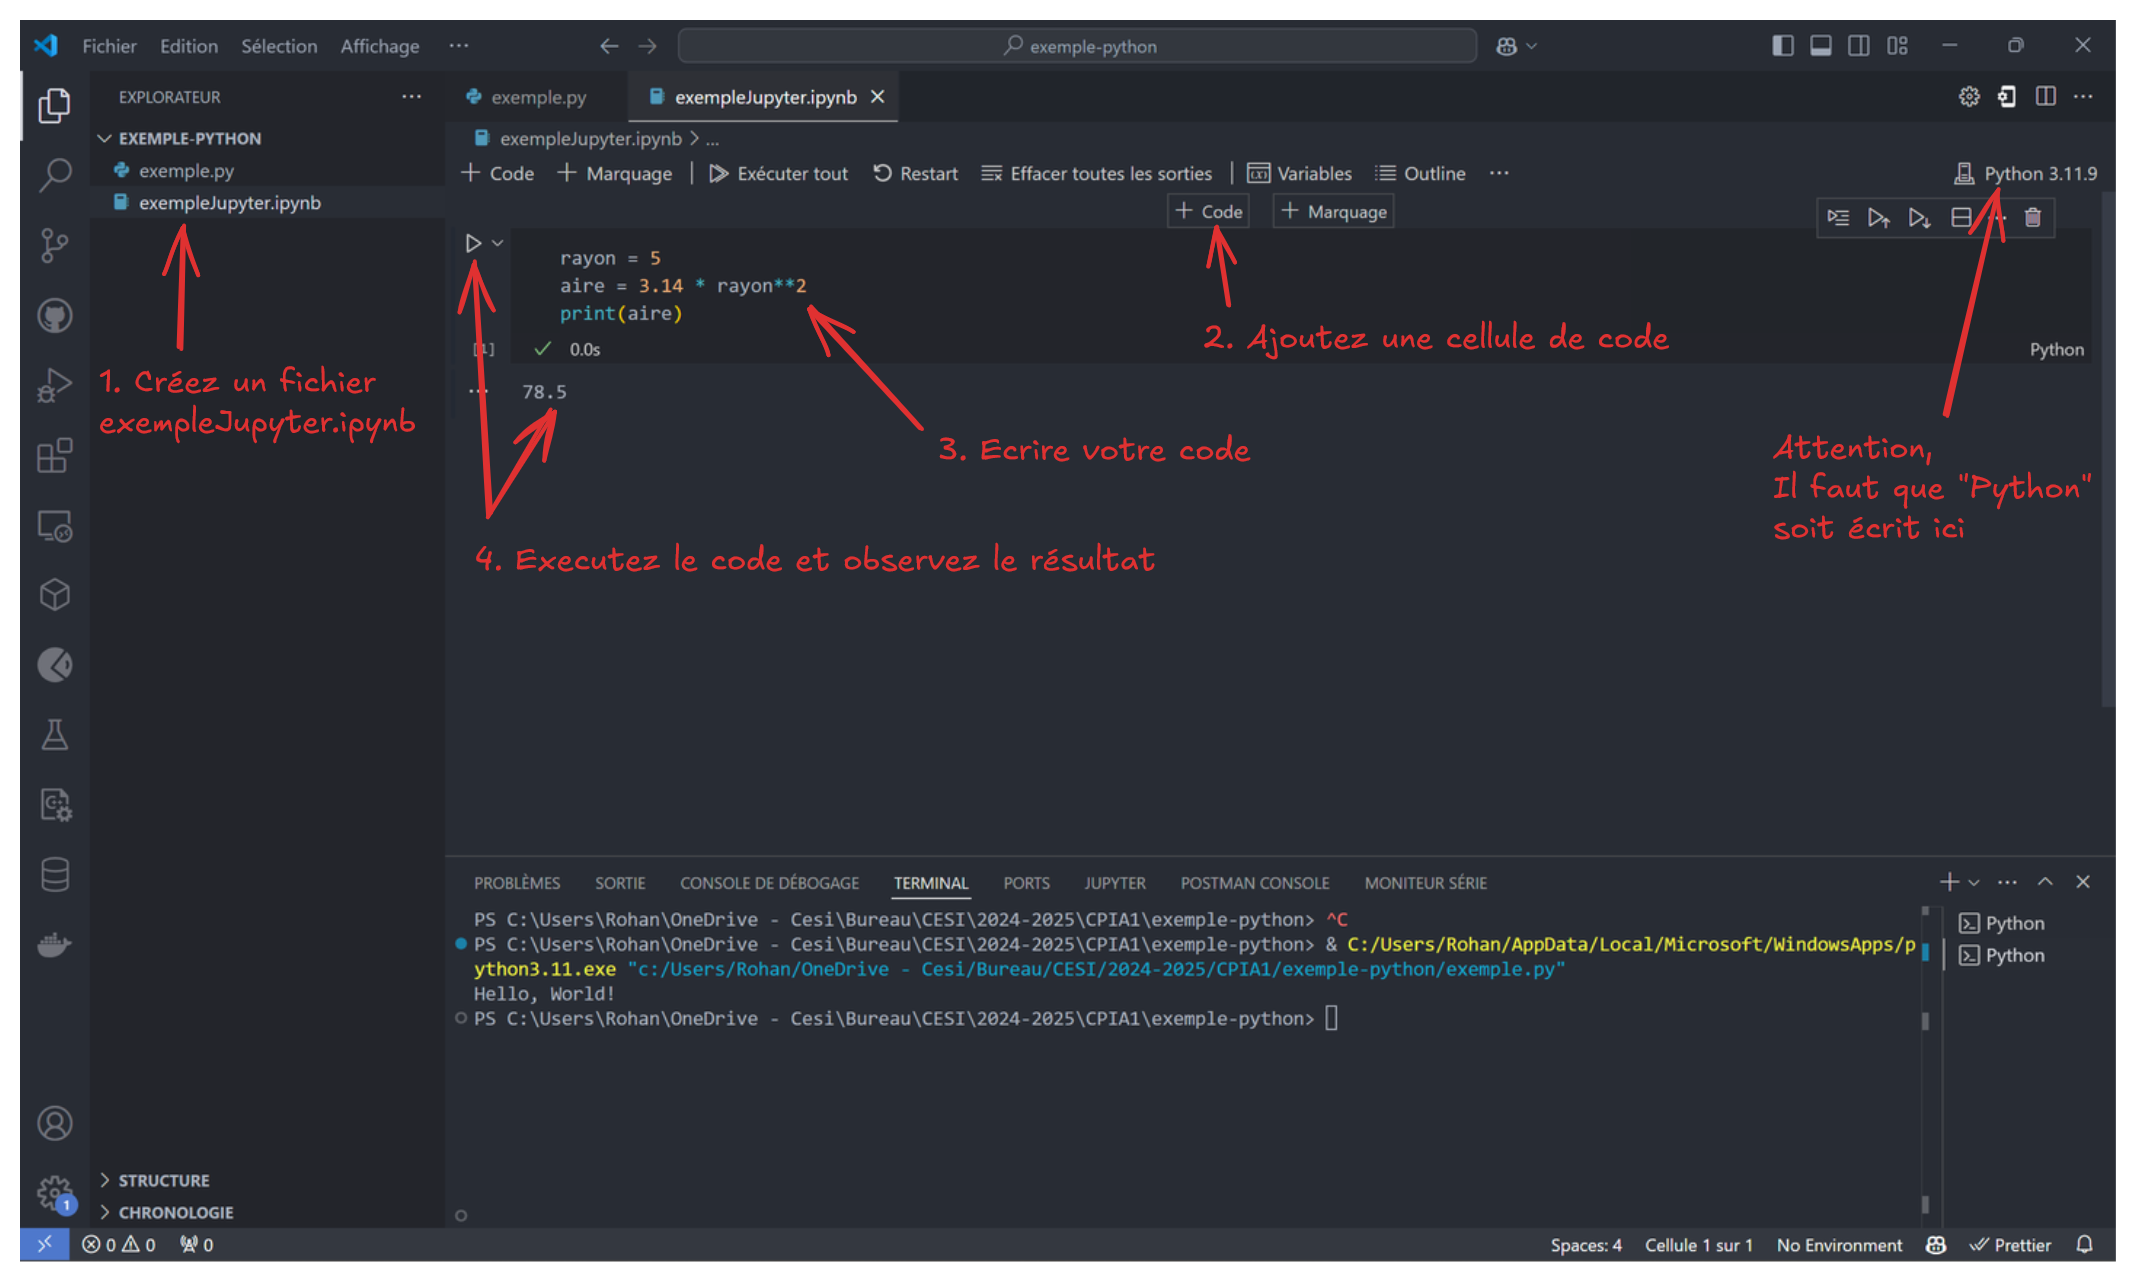 Fichier Edition Sélection Affichage ··· exemple-python
EXPLORATEUR ···
EXEMPLE-PYTHON
exemple.py
exempleJupyter.ipynb
exemple.py exempleJupyter.ipynb
exempleJupyter.ipynb > ...
+ Code + Marquage | Exécuter tout Restart Effacer toutes les sorties | Variables Outline ··· Python 3.11.9
+ Code + Marquage
rayon = 5
aire = 3.14 * rayon**2
print(aire)
[1] 0.0s Python
··· 78.5
1. Créez un fichier
exempleJupyter.ipynb
2. Ajoutez une cellule de code
3. Ecrire votre code
4. Executez le code et observez le résultat
Attention,
Il faut que "Python"
soit écrit ici
PROBLÈMES SORTIE CONSOLE DE DÉBOGAGE TERMINAL PORTS JUPYTER POSTMAN CONSOLE MONITEUR SÉRIE
PS C:\Users\Rohan\OneDrive - Cesi\Bureau\CESI\2024-2025\CPIA1\exemple-python> ^C
PS C:\Users\Rohan\OneDrive - Cesi\Bureau\CESI\2024-2025\CPIA1\exemple-python> & C:/Users/Rohan/AppData/Local/Microsoft/WindowsApps/p
ython3.11.exe "c:/Users/Rohan/OneDrive - Cesi/Bureau/CESI/2024-2025/CPIA1/exemple-python/exemple.py"
Hello, World!
PS C:\Users\Rohan\OneDrive - Cesi\Bureau\CESI\2024-2025\CPIA1\exemple-python>
Python
Python
STRUCTURE
CHRONOLOGIE
1
0 0 0 Spaces: 4 Cellule 1 sur 1 No Environment Prettier